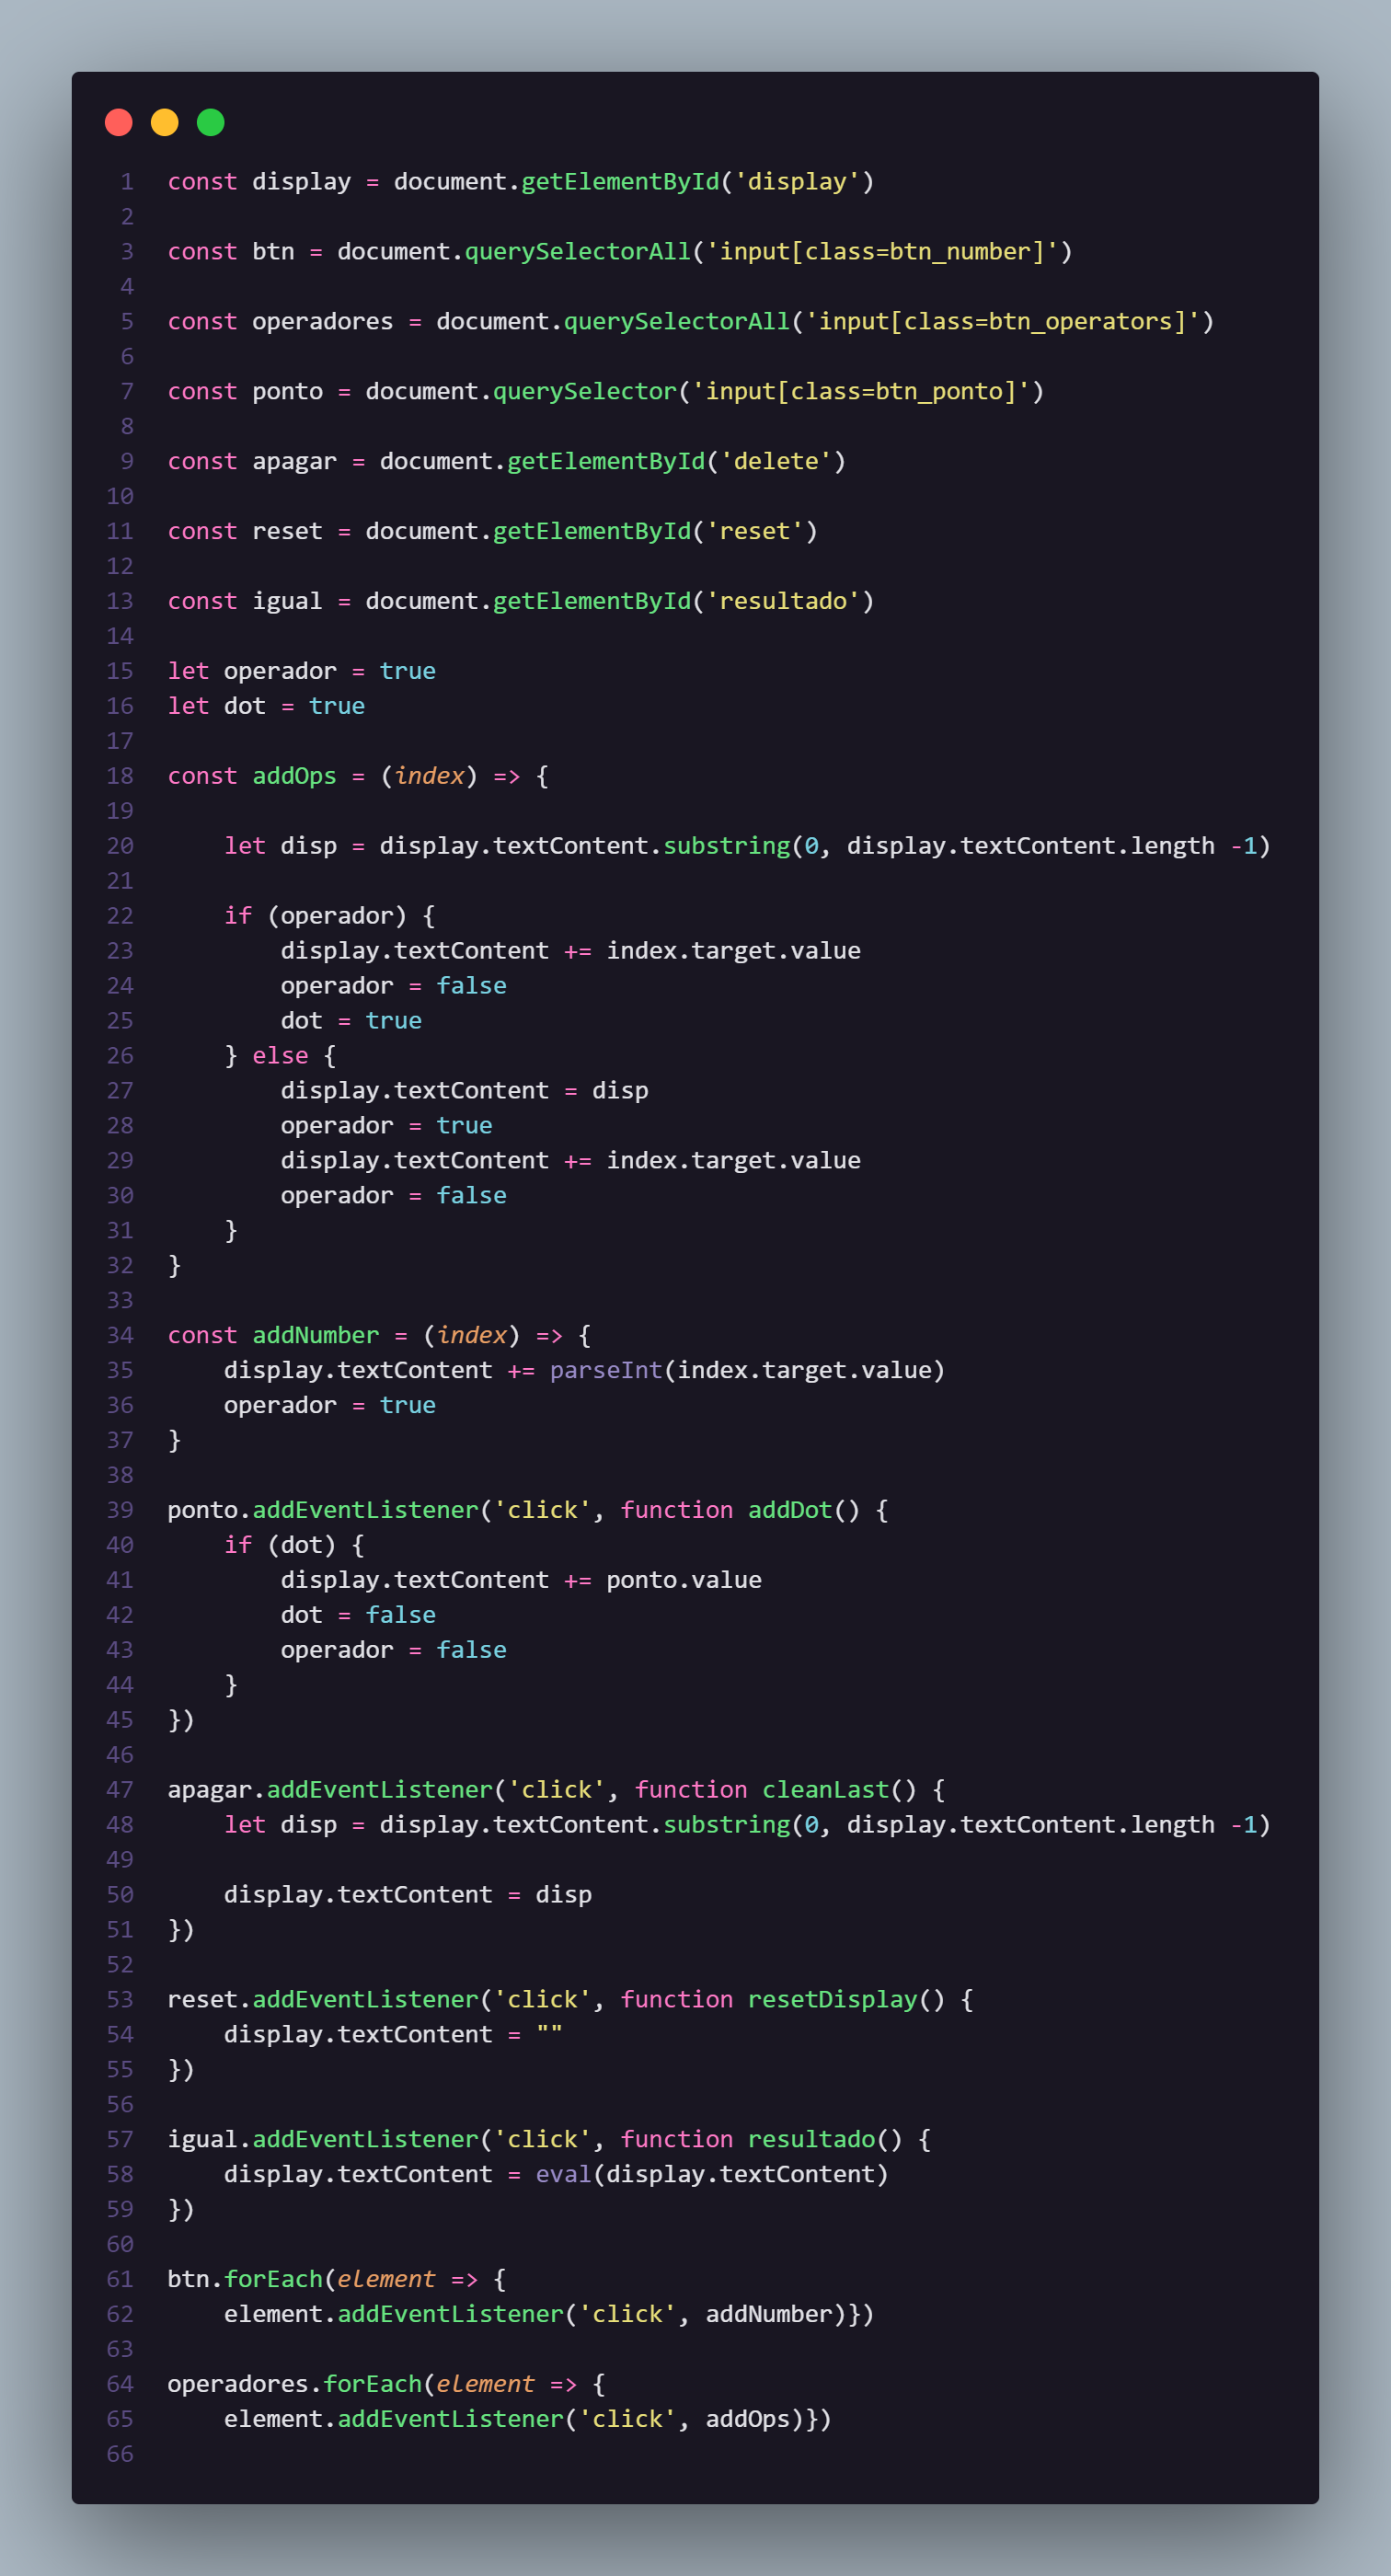 1 const display = document.getElementById('display')
2
3 const btn = document.querySelectorAll('input[class=btn_number]')
4
5 const operadores = document.querySelectorAll('input[class=btn_operators]')
6
7 const ponto = document.querySelector('input[class=btn_ponto]')
8
9 const apagar = document.getElementById('delete')
10
11 const reset = document.getElementById('reset')
12
13 const igual = document.getElementById('resultado')
14
15 let operador = true
16 let dot = true
17
18 const addOps = (index) => {
19
20     let disp = display.textContent.substring(0, display.textContent.length -1)
21
22     if (operador) {
23         display.textContent += index.target.value
24         operador = false
25         dot = true
26     } else {
27         display.textContent = disp
28         operador = true
29         display.textContent += index.target.value
30         operador = false
31     }
32 }
33
34 const addNumber = (index) => {
35     display.textContent += parseInt(index.target.value)
36     operador = true
37 }
38
39 ponto.addEventListener('click', function addDot() {
40     if (dot) {
41         display.textContent += ponto.value
42         dot = false
43         operador = false
44     }
45 })
46
47 apagar.addEventListener('click', function cleanLast() {
48     let disp = display.textContent.substring(0, display.textContent.length -1)
49
50     display.textContent = disp
51 })
52
53 reset.addEventListener('click', function resetDisplay() {
54     display.textContent = ""
55 })
56
57 igual.addEventListener('click', function resultado() {
58     display.textContent = eval(display.textContent)
59 })
60
61 btn.forEach(element => {
62     element.addEventListener('click', addNumber)})
63
64 operadores.forEach(element => {
65     element.addEventListener('click', addOps)})
66